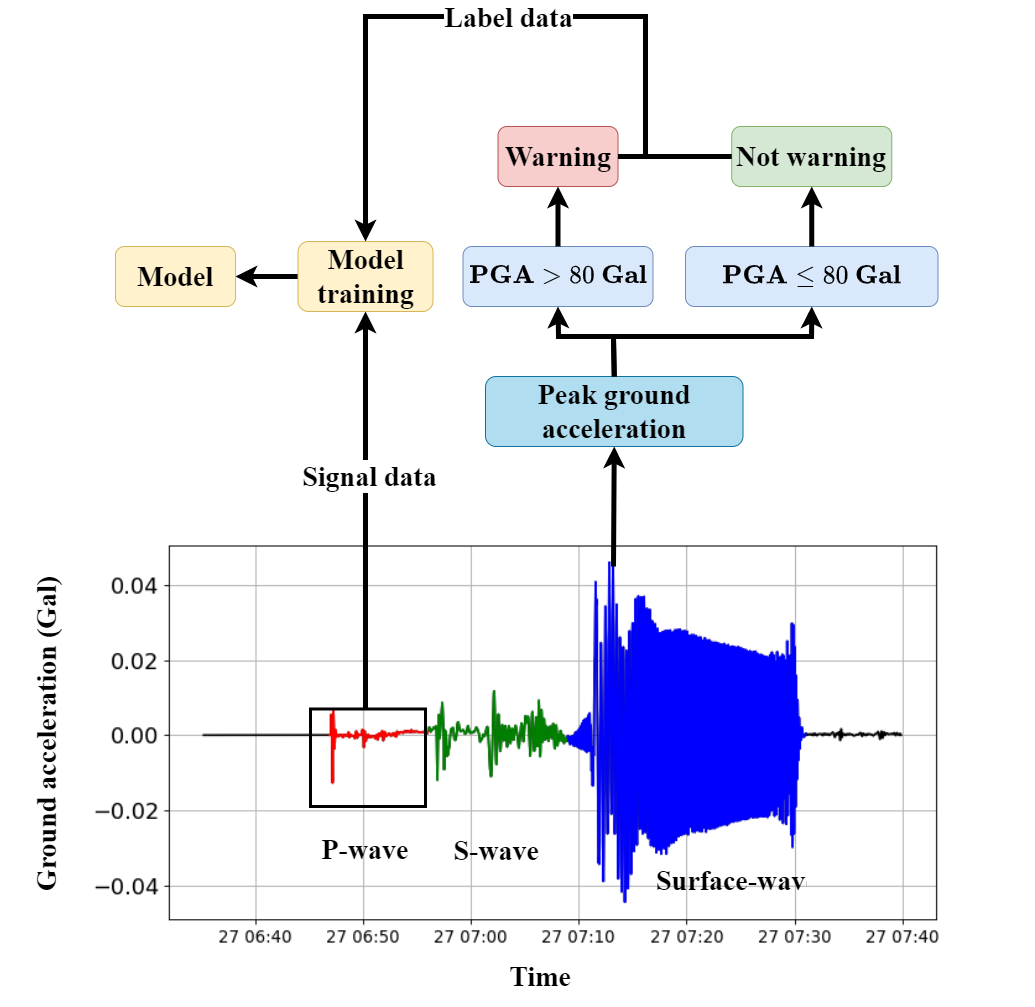 Label data
Warning
Not warning
Model
Model
training
PGA > 80 Gal
PGA ≤ 80 Gal
Peak ground
acceleration
Signal data
Ground acceleration (Gal)
0.04
0.02
0.00
−0.02
−0.04
P-wave
S-wave
Surface-wav
27 06:40
27 06:50
27 07:00
27 07:10
27 07:20
27 07:30
27 07:40
Time